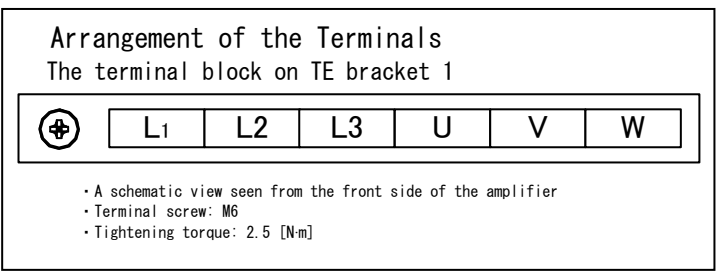 Arrangement of the Terminals
The terminal block on TE bracket 1
L1 L2 L3 U V W
・A schematic view seen from the front side of the amplifier
・Terminal screw: M6
・Tightening torque: 2.5 [N·m]